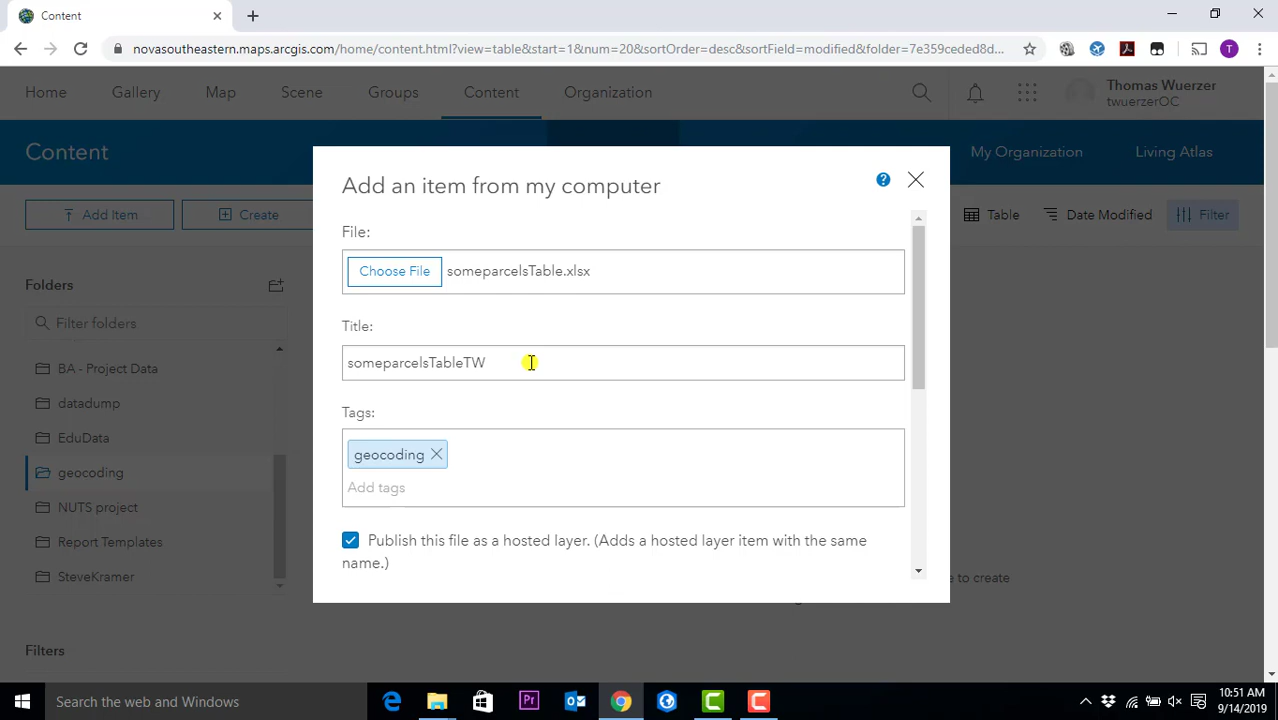 Content
novasoutheastern.maps.arcgis.com/home/content.html?view=table&start=1&num=20&sortOrder=desc&sortField=modified&folder=7e359ceded8d...
T
Home Gallery Map Scene Groups Content Organization
Thomas Wuerzer
twuerzerOC
Content
My Organization Living Atlas
Add Item Create
Table Date Modified Filter
Folders
Filter folders
BA - Project Data
datadump
EduData
geocoding
NUTS project
Report Templates
SteveKramer
Filters
Add an item from my computer
?
File:
Choose File someparcelsTable.xlsx
Title:
someparcelsTableTW
Tags:
geocoding
Add tags
Publish this file as a hosted layer. (Adds a hosted layer item with the same
name.)
to create
Search the web and Windows
Pr
10:51 AM
9/14/2019